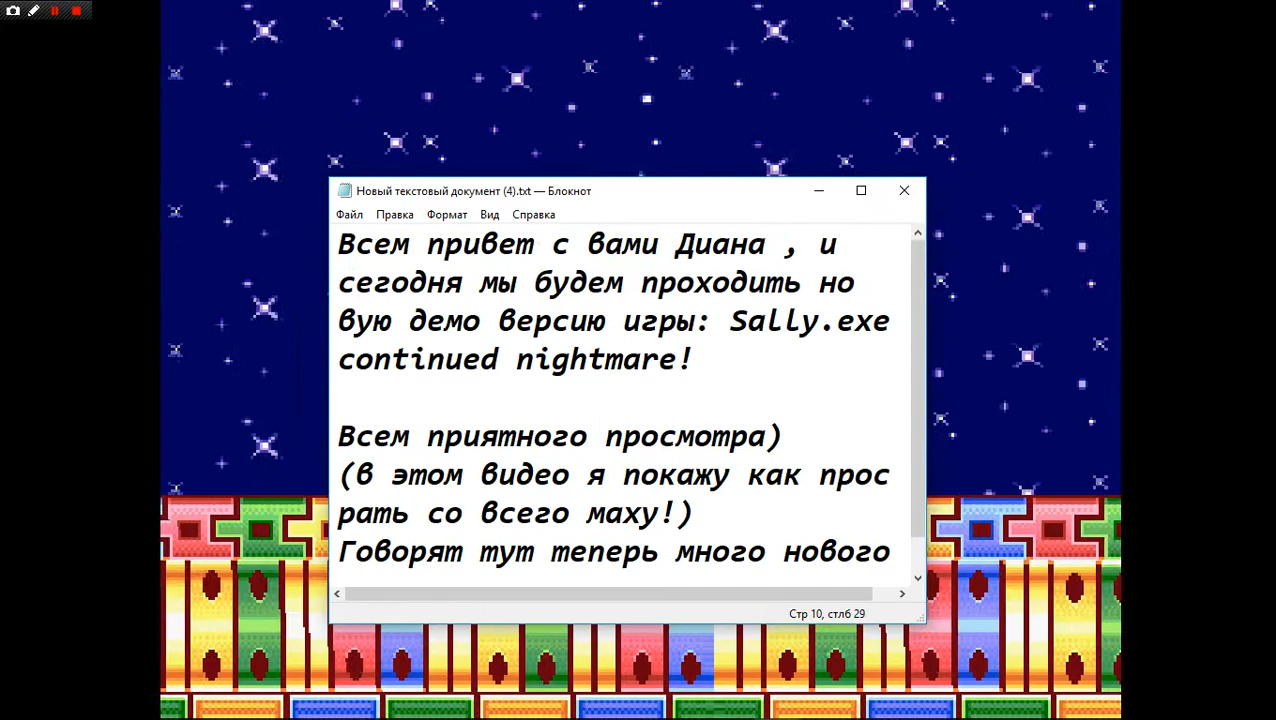 Новый текстовый документ (4).txt — Блокнот
Файл Правка Формат Вид Справка
Всем привет с вами Диана , и
сегодня мы будем проходить но
вую демо версию игры: Sally.exe
continued nightmare!
Всем приятного просмотра)
(в этом видео я покажу как прос
рать со всего маху!)
Говорят тут теперь много нового
Стр 10, стлб 29